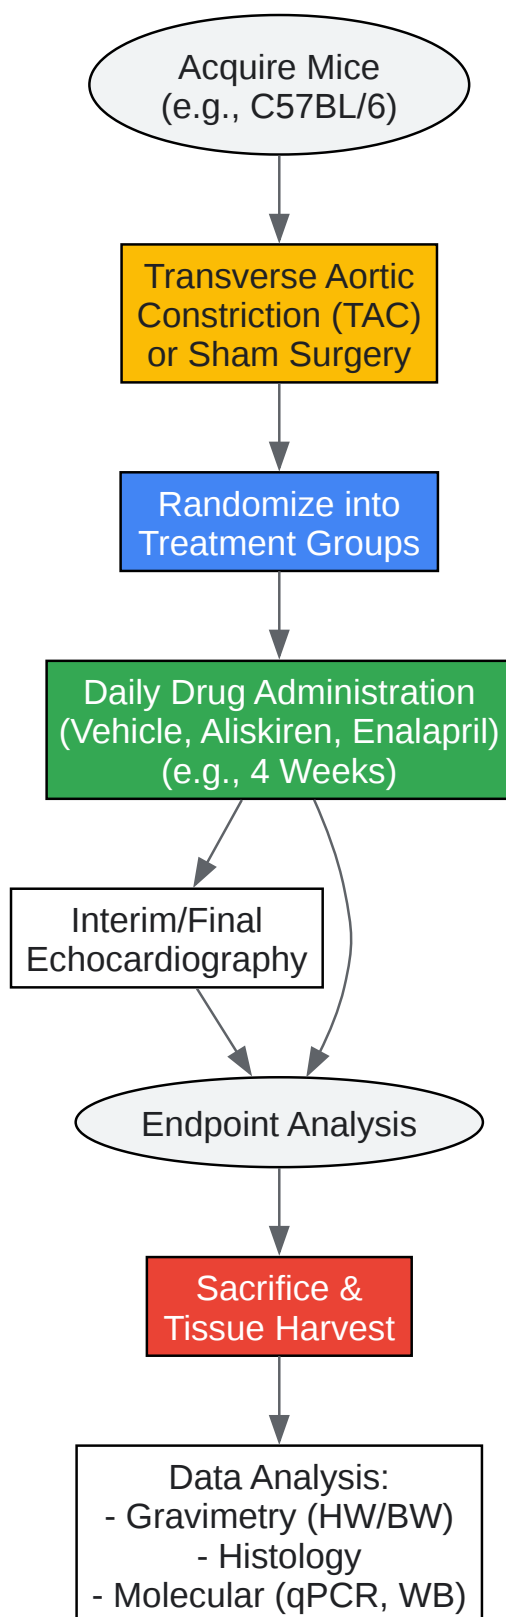 Acquire Mice
(e.g., C57BL/6)
Transverse Aortic
Constriction (TAC)
or Sham Surgery
Randomize into
Treatment Groups
Daily Drug Administration
(Vehicle, Aliskiren, Enalapril)
(e.g., 4 Weeks)
Interim/Final
Echocardiography
Endpoint Analysis
Sacrifice &
Tissue Harvest
Data Analysis:
- Gravimetry (HW/BW)
- Histology
- Molecular (qPCR, WB)